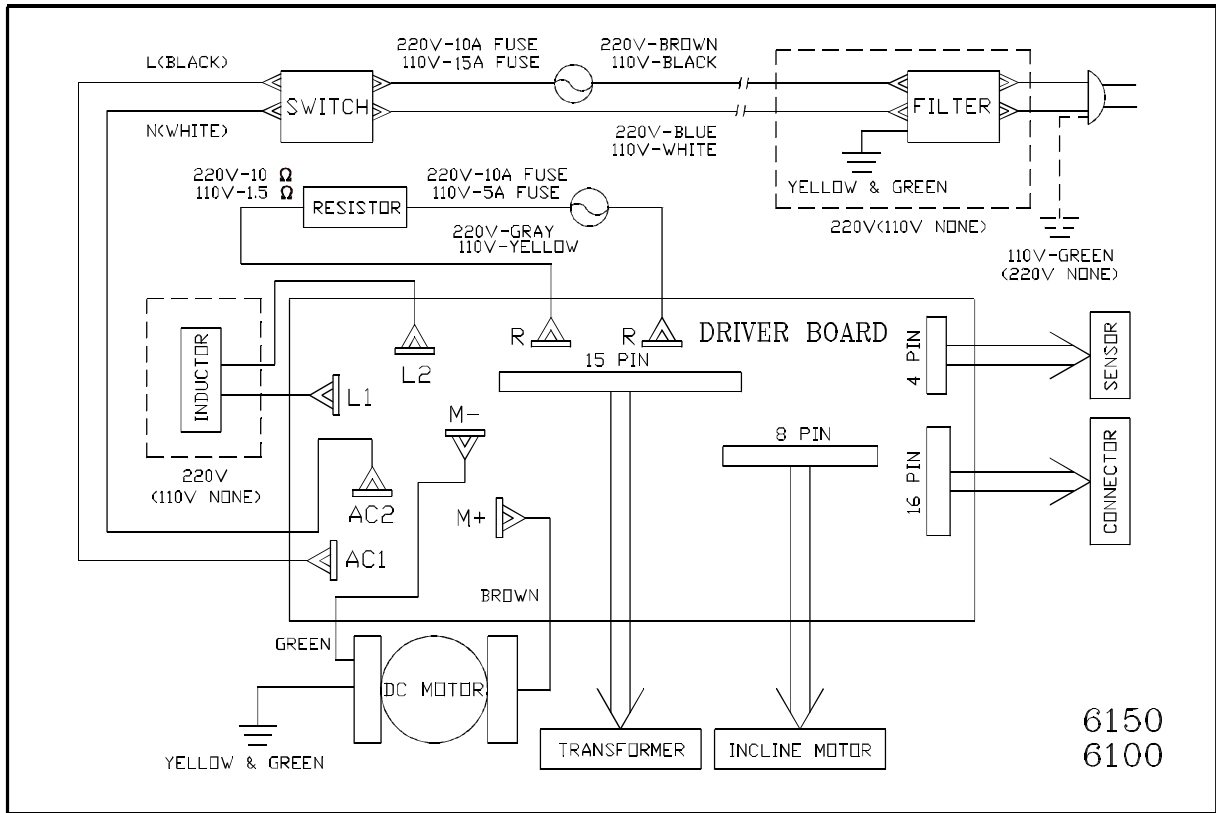 220V-10A FUSE
110V-15A FUSE
220V-BROWN
110V-BLACK
L(BLACK)
SWITCH
FILTER
N(WHITE)
220V-BLUE
110V-WHITE
220V-10 Ω
110V-1.5 Ω
220V-10A FUSE
110V-5A FUSE
YELLOW & GREEN
RESISTOR
220V(110V NONE)
220V-GRAY
110V-YELLOW
110V-GREEN
(220V NONE)
INDUCTOR
R
R
DRIVER BOARD
4 PIN
SENSOR
15 PIN
L2
L1
M-
8 PIN
220V
(110V NONE)
16 PIN
CONNECTOR
AC2
M+
AC1
BROWN
GREEN
DC MOTOR
6150
6100
TRANSFORMER
INCLINE MOTOR
YELLOW & GREEN